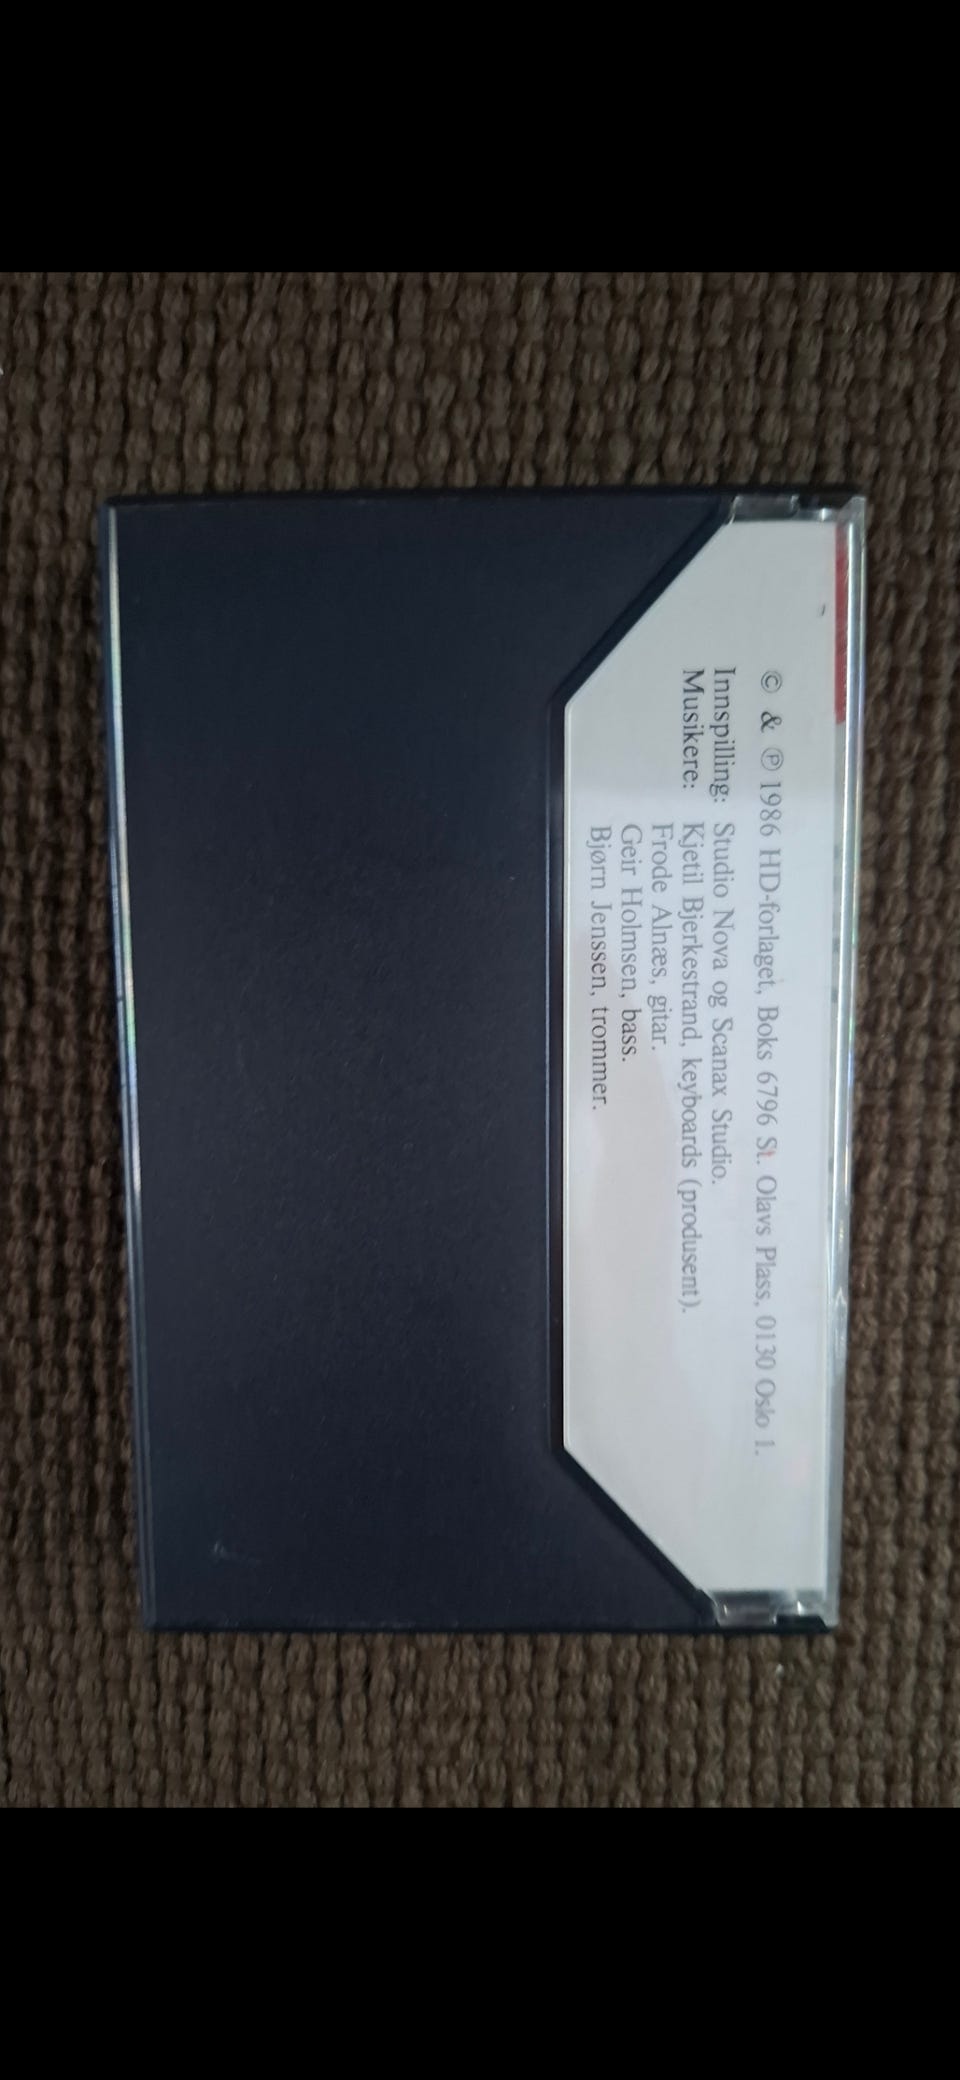 © & ℗ 1986 HD-forlaget, Boks 6796 St. Olavs Plass, 0130 Oslo 1.
Innspilling: Studio Nova og Scanax Studio.
Musikere: Kjetil Bjerkestrand, keyboards (produsent).
Frode Alnæs, gitar.
Geir Holmsen, bass.
Bjørn Jenssen, trommer.